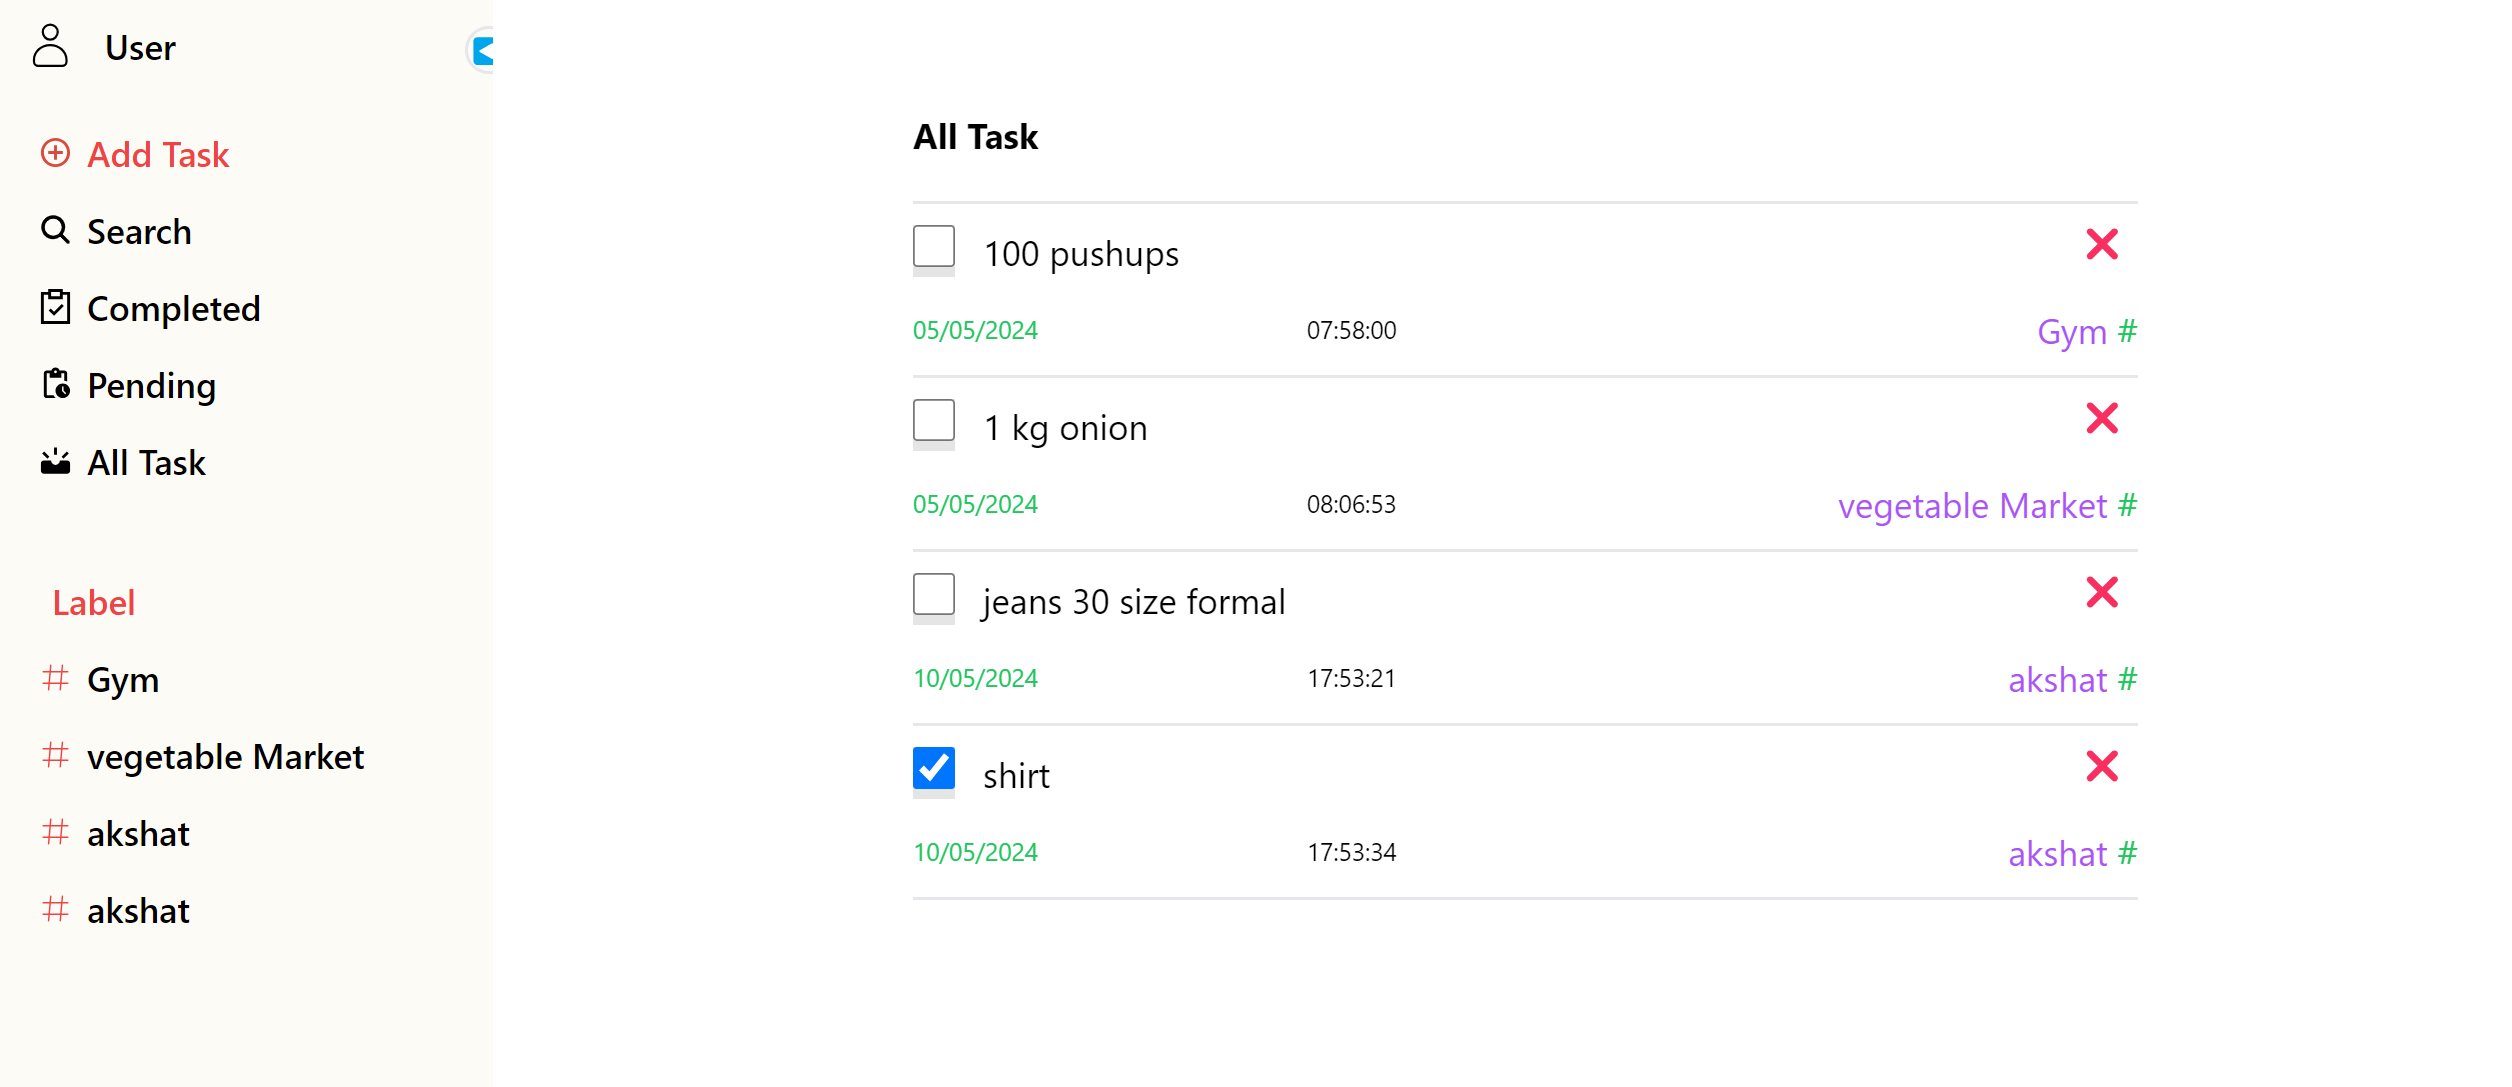 User
Add Task
Search
Completed
Pending
All Task
Label
# Gym
# vegetable Market
# akshat
# akshat
All Task
100 pushups
05/05/2024 07:58:00 Gym #
1 kg onion
05/05/2024 08:06:53 vegetable Market #
jeans 30 size formal
10/05/2024 17:53:21 akshat #
shirt
10/05/2024 17:53:34 akshat #